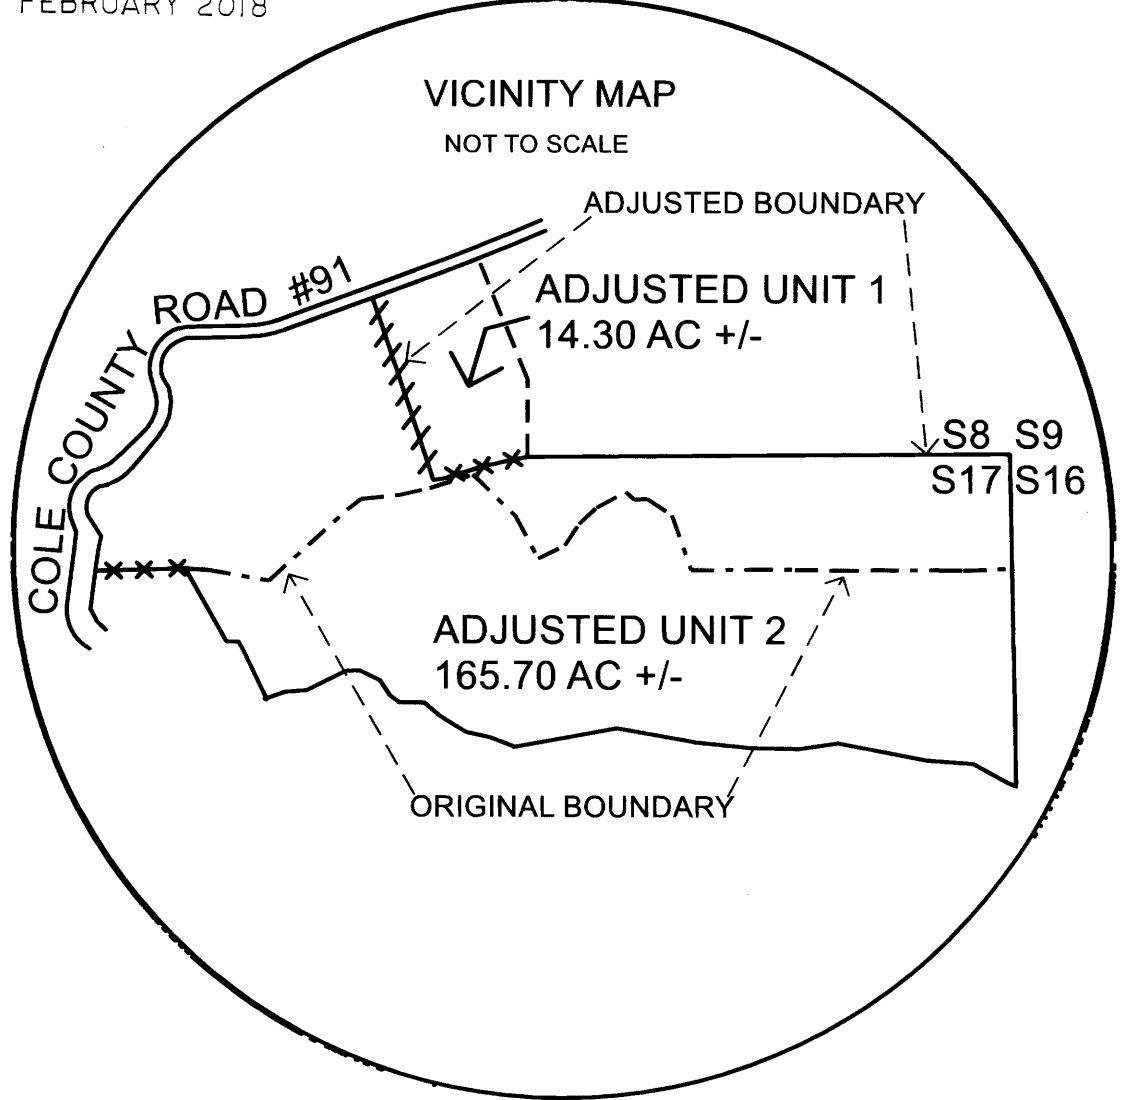 FEBRUARY 2018
VICINITY MAP
NOT TO SCALE
ADJUSTED BOUNDARY
COLE COUNTY ROAD #91
ADJUSTED UNIT 1
14.30 AC +/-
S8 S9
S17 S16
ADJUSTED UNIT 2
165.70 AC +/-
ORIGINAL BOUNDARY